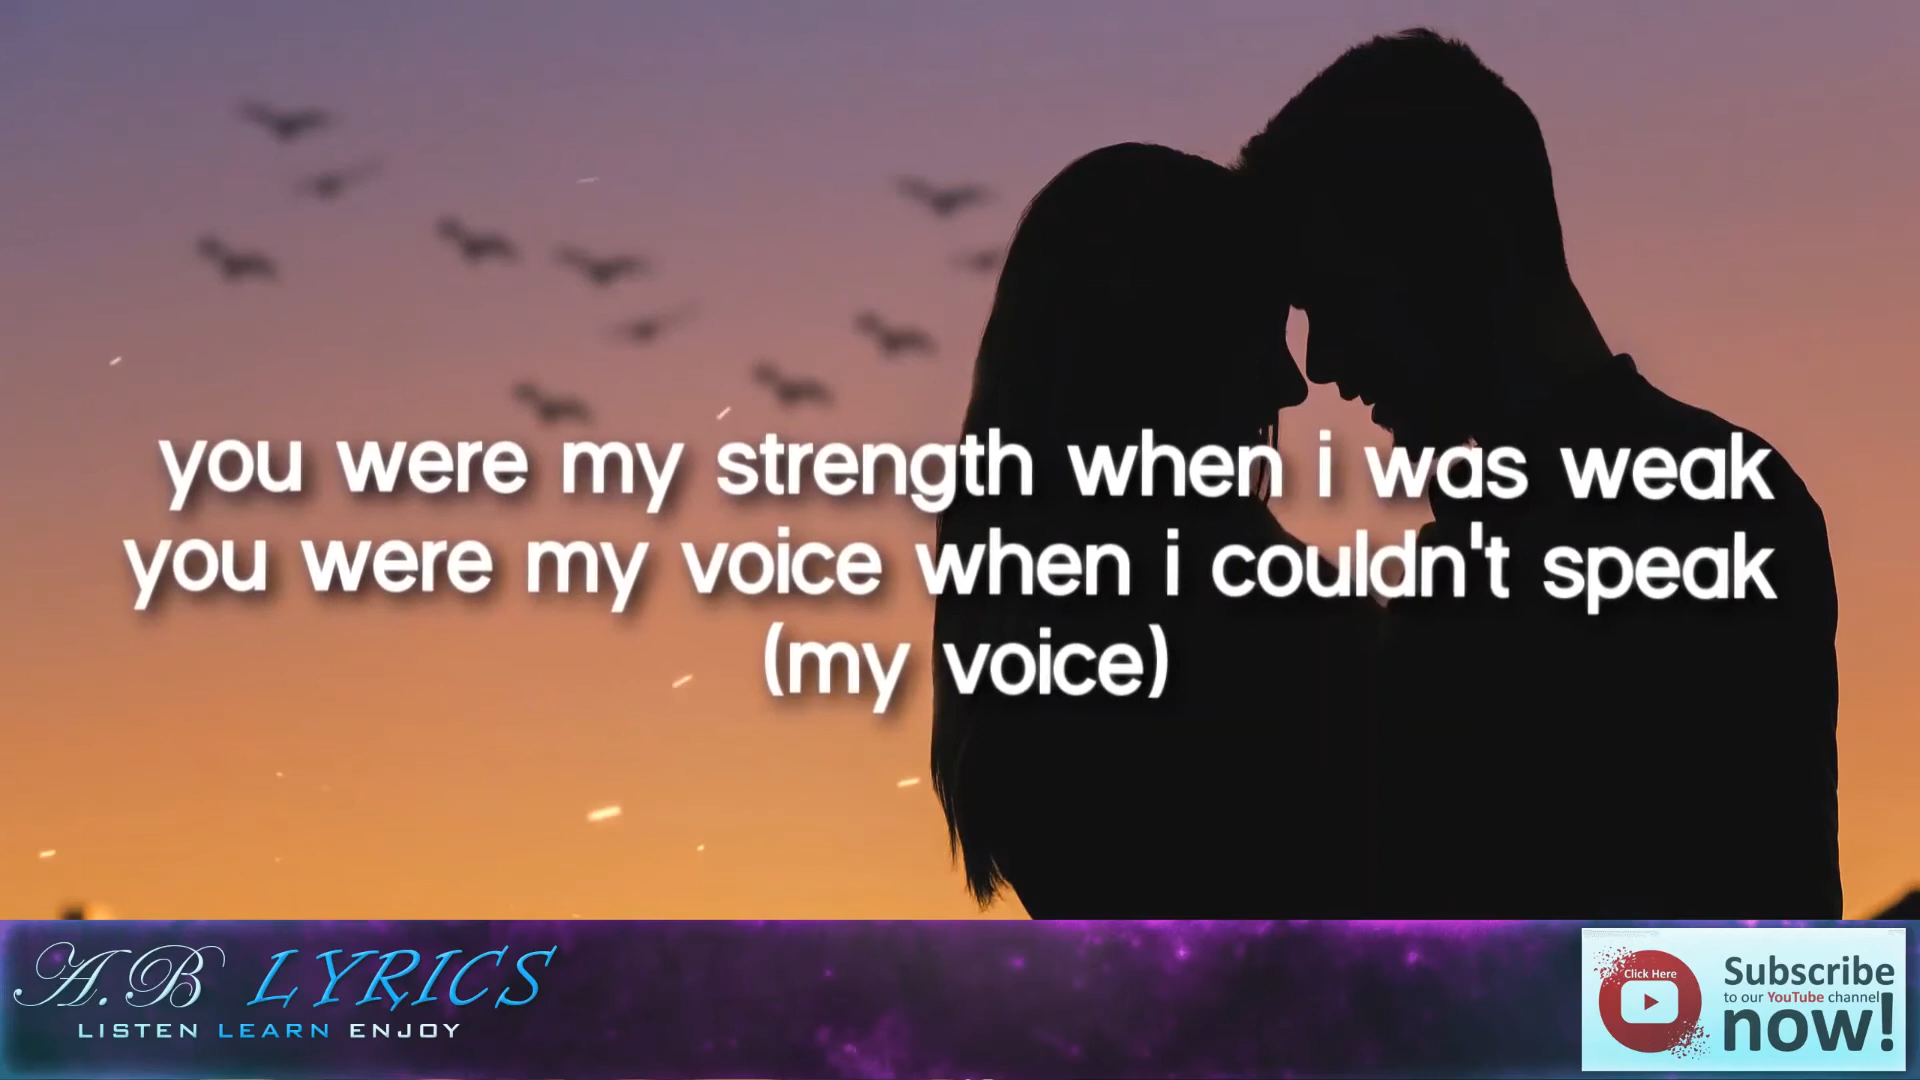 you were my strength when i was weak
you were my voice when i couldn't speak
(my voice)
A.B LYRICS
LISTEN LEARN ENJOY
Click Here
Subscribe
to our YouTube channel
now!